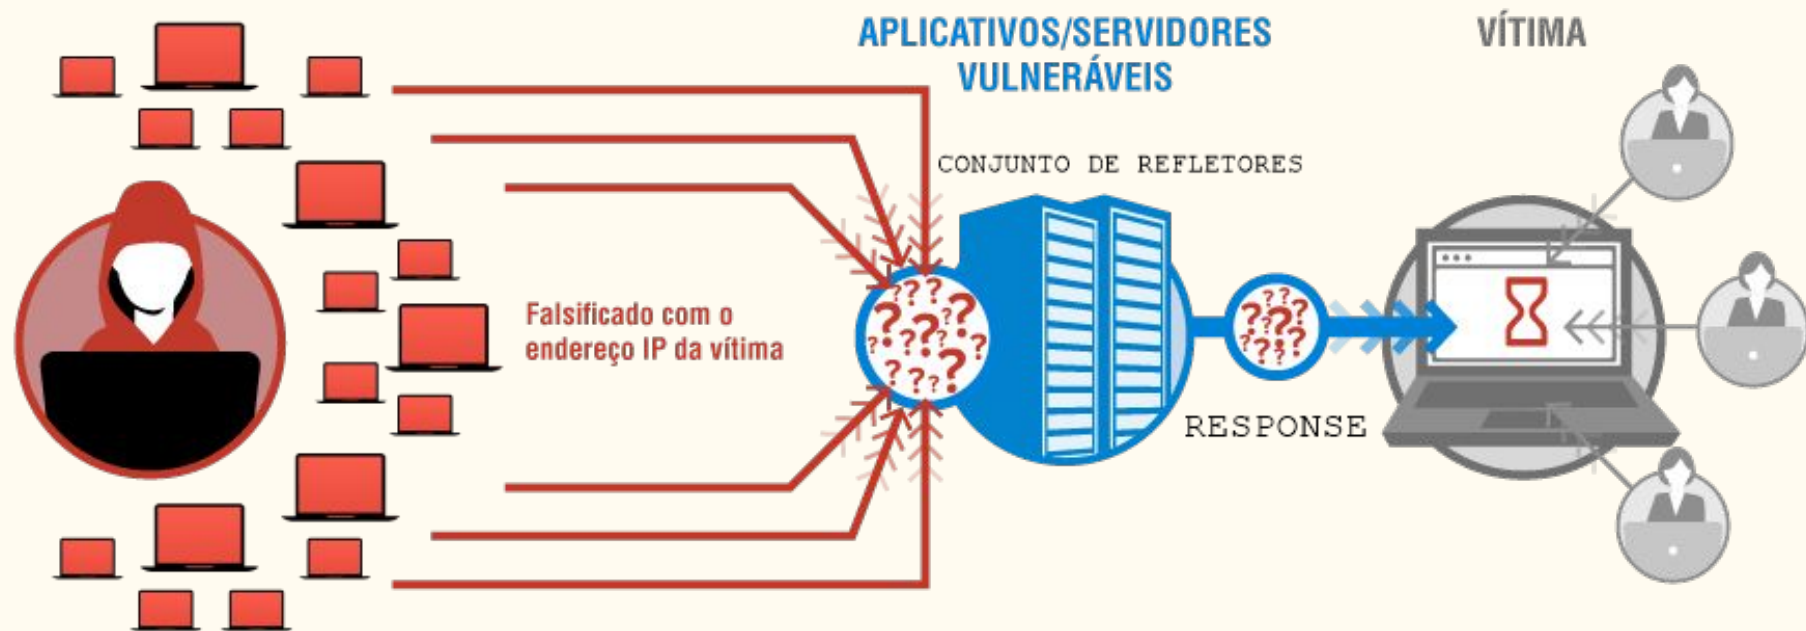 APLICATIVOS/SERVIDORES
VULNERÁVEIS
VÍTIMA
CONJUNTO DE REFLETORES
Falsificado com o
endereço IP da vítima
RESPONSE